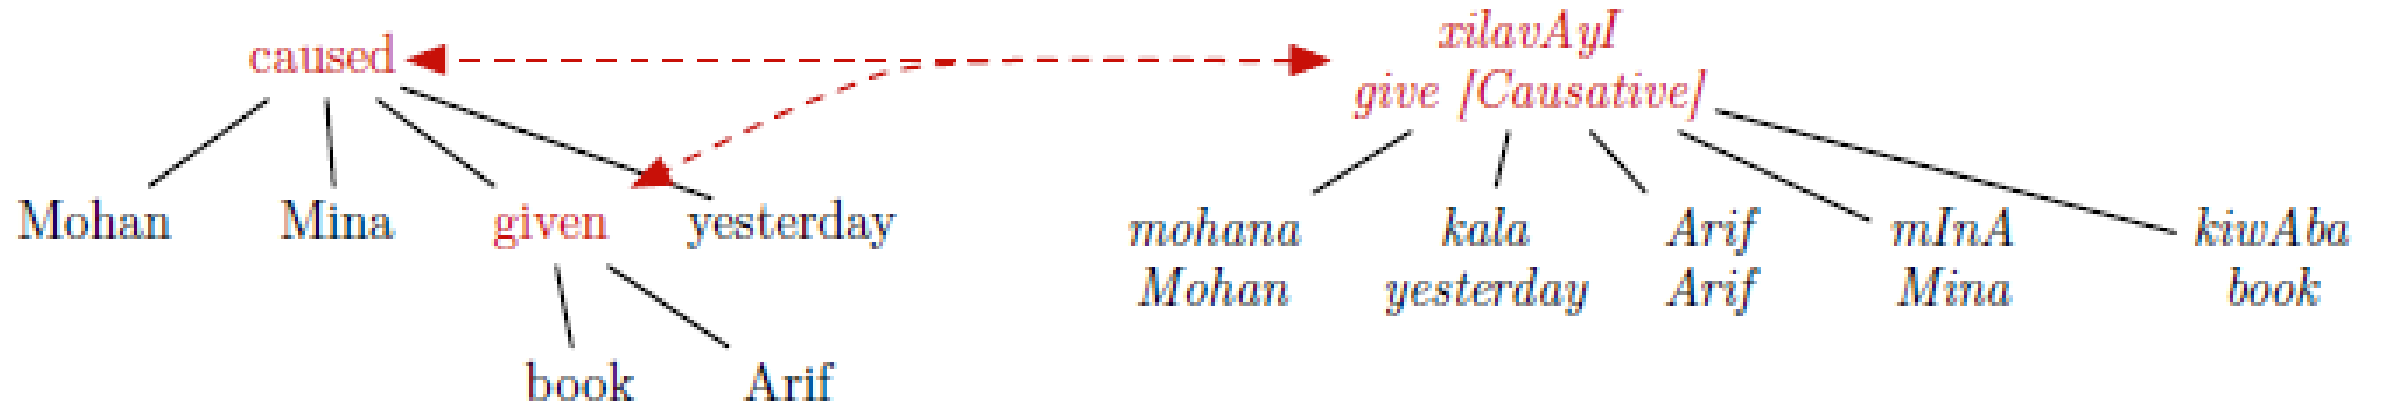 xilavAyI
caused
give [Causative]
Mohan Mina given yesterday
mohana kala Arif mInA kiwAba
Mohan yesterday Arif Mina book
book Arif